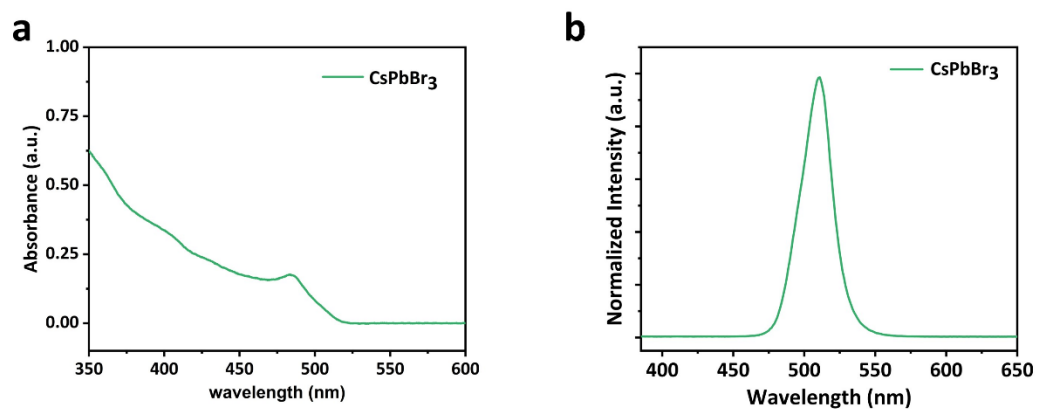 a
1.00
0.75
0.50
0.25
0.00
Absorbance (a.u.)
CsPbBr₃
350 400 450 500 550 600
wavelength (nm)
b
Normalized Intensity (a.u.)
CsPbBr₃
400 450 500 550 600 650
Wavelength (nm)